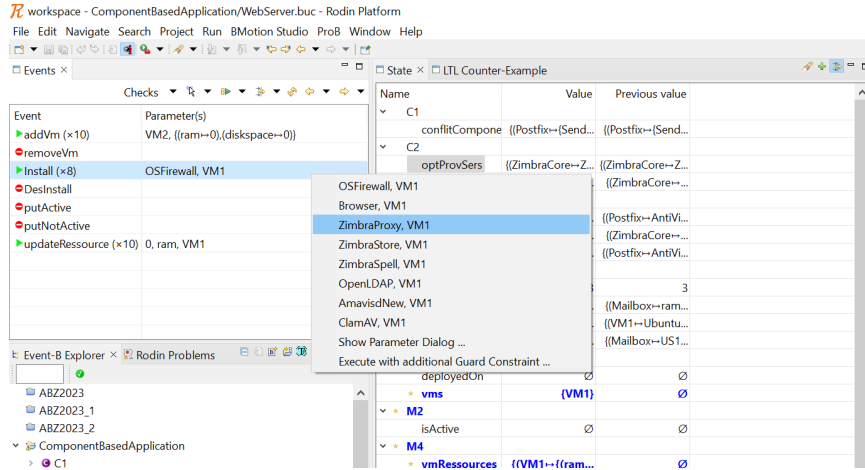 workspace - ComponentBasedApplication/WebServer.buc - Rodin Platform
File Edit Navigate Search Project Run BMotion Studio ProB Window Help
Events
Checks
Event Parameter(s)
addVm (×10) VM2, {(ram↦0),(diskspace↦0)}
removeVm
Install (×8) OSFirewall, VM1
DesInstall
putActive
putNotActive
updateRessource (×10) 0, ram, VM1
OSFirewall, VM1
Browser, VM1
ZimbraProxy, VM1
ZimbraStore, VM1
ZimbraSpell, VM1
OpenLDAP, VM1
AmavisdNew, VM1
ClamAV, VM1
Show Parameter Dialog ...
Execute with additional Guard Constraint ...
Event-B Explorer Rodin Problems
ABZ2023
ABZ2023_1
ABZ2023_2
ComponentBasedApplication
C1
State LTL Counter-Example
Name Value Previous value
C1
conflitCompone {(Postfix↦{Send... {(Postfix↦{Send...
C2
optProvSers {(ZimbraCore↦Z... {(ZimbraCore↦Z...
{(ZimbraCore↦...
{(Postfix↦AntiVi...
{(ZimbraCore↦...
{(Postfix↦AntiVi...
3
{(Mailbox↦ram...
{(VM1↦Ubuntu...
{(Mailbox↦US1...
deployedOn ∅ ∅
vms {VM1} ∅
M2
isActive ∅ ∅
M4
vmRessources {(VM1↦{(ram... ∅